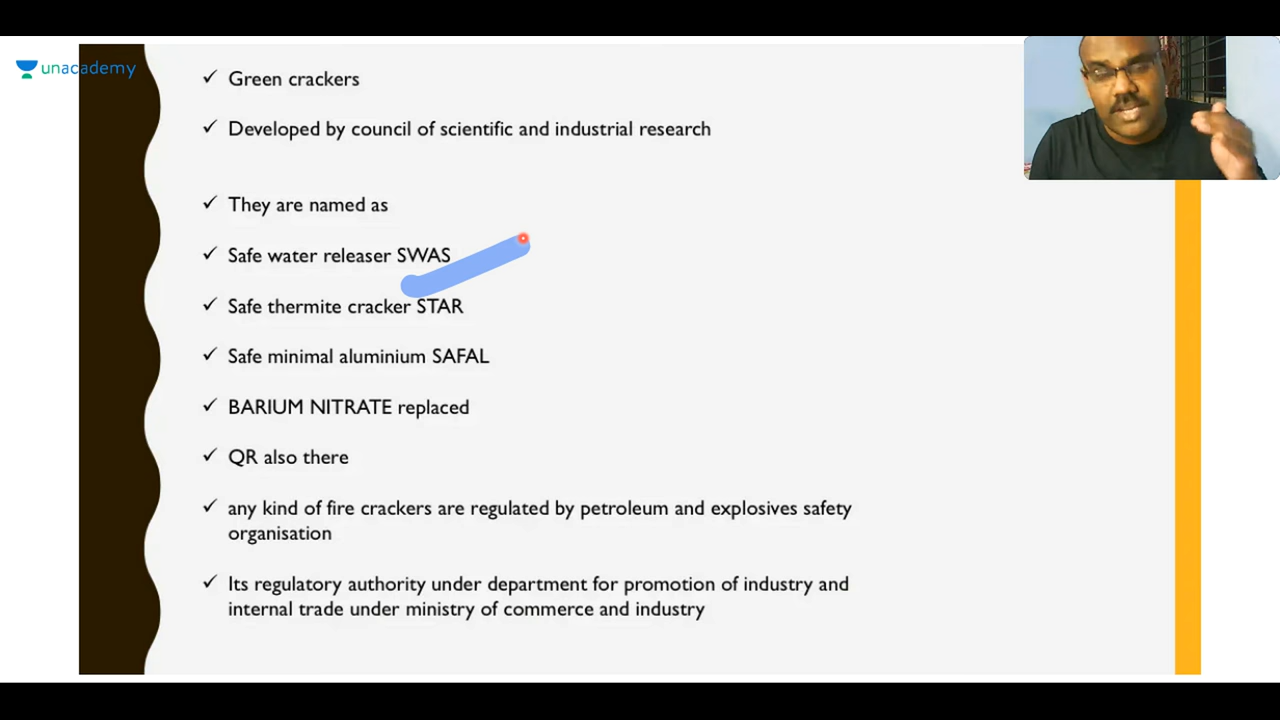 unacademy
Green crackers
Developed by council of scientific and industrial research
They are named as
Safe water releaser SWAS
Safe thermite cracker STAR
Safe minimal aluminium SAFAL
BARIUM NITRATE replaced
QR also there
any kind of fire crackers are regulated by petroleum and explosives safety
organisation
Its regulatory authority under department for promotion of industry and
internal trade under ministry of commerce and industry